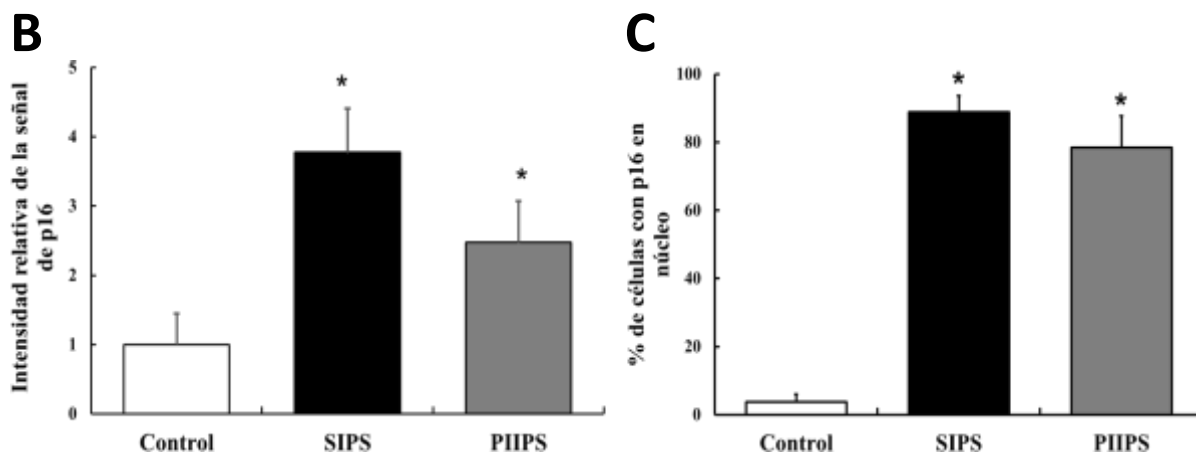 B
5
4
3
2
1
0
Intensidad relativa de la señal
de p16
*
*
Control
SIPS
PIIPS
C
100
80
60
40
20
0
% de células con p16 en
núcleo
*
*
Control
SIPS
PIIPS